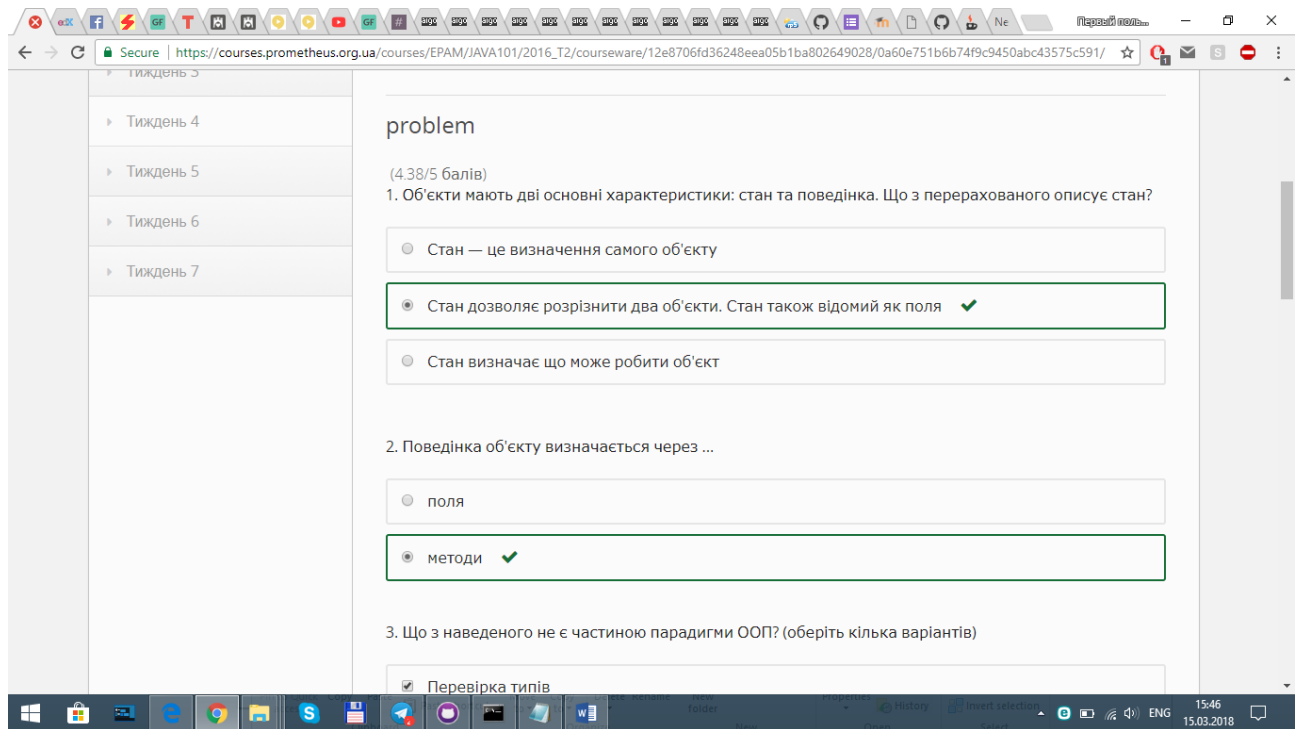 Первый поль...
Secure | https://courses.prometheus.org.ua/courses/EPAM/JAVA101/2016_T2/courseware/12e8706fd36248eea05b1ba802649028/0a60e751b6b74f9c9450abc43575c591/
Тиждень 3
Тиждень 4
Тиждень 5
Тиждень 6
Тиждень 7
problem
(4.38/5 балів)
1. Об'єкти мають дві основні характеристики: стан та поведінка. Що з перерахованого описує стан?
Стан — це визначення самого об'єкту
Стан дозволяє розрізнити два об'єкти. Стан також відомий як поля
Стан визначає що може робити об'єкт
2. Поведінка об'єкту визначається через ...
поля
методи
3. Що з наведеного не є частиною парадигми ООП? (оберіть кілька варіантів)
Перевірка типів
ENG
15:46
15.03.2018